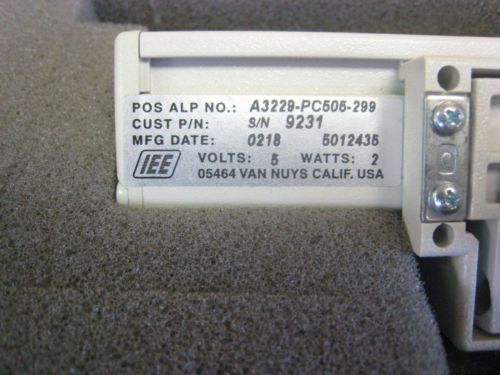 POS ALP NO.: A3229-PC505-299
CUST P/N: S/N 9231
MFG DATE: 0218 5012435
IEE VOLTS: 5 WATTS: 2
05464 VAN NUYS CALIF. USA